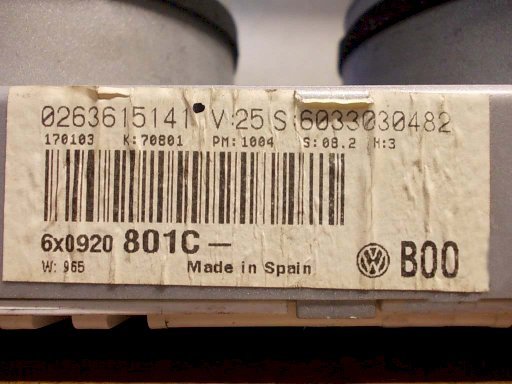 0263615141 V:25 S:6033030482
170103 K:70801 PM:1004 S:08.2 H:3
6x0920 801C –
W: 965 Made in Spain
B00